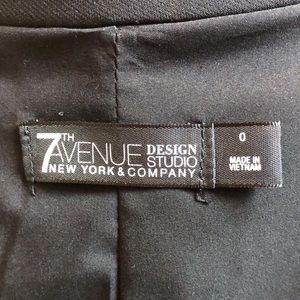 7TH AVENUE DESIGN STUDIO
NEW YORK & COMPANY
0
MADE IN
VIETNAM